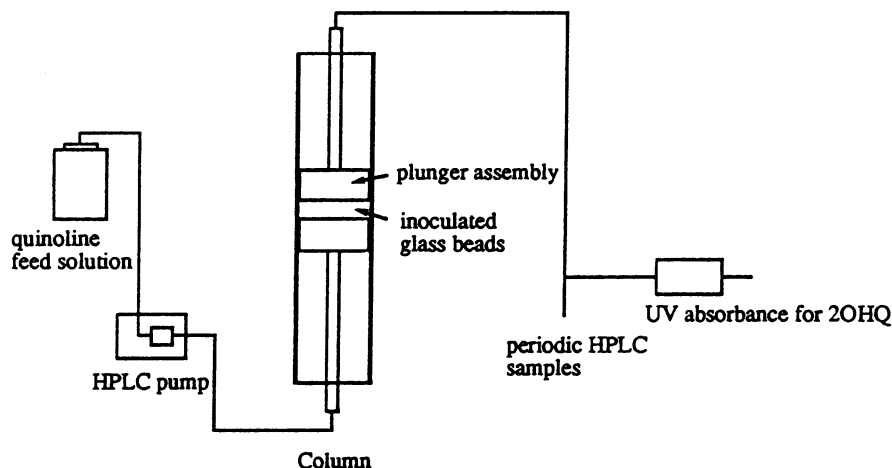 plunger assembly
inoculated
glass beads
quinoline
feed solution
UV absorbance for 2OHQ
periodic HPLC
samples
HPLC pump
Column